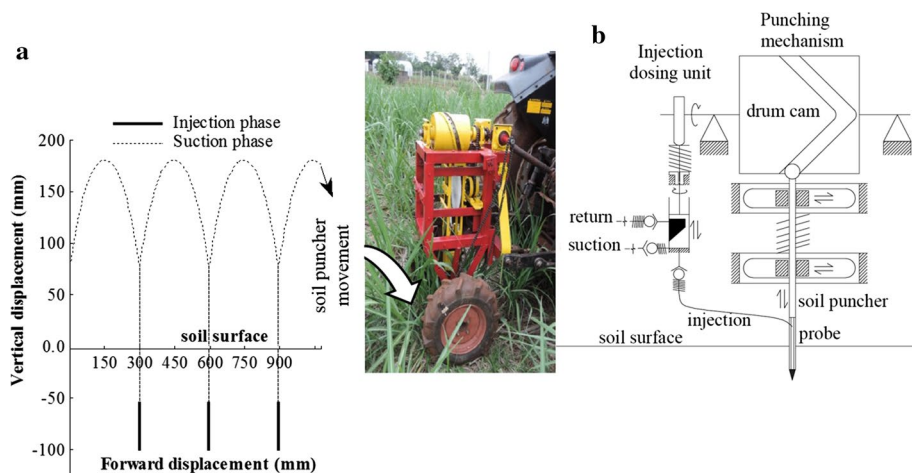 a
Injection phase
Suction phase
Vertical displacement (mm)
200
150
100
50
0.0
-50
-100
soil surface
150 300 450 600 750 900
Forward displacement (mm)
soil puncher
movement
b
Punching
mechanism
Injection
dosing unit
drum cam
return
suction
soil puncher
injection
probe
soil surface